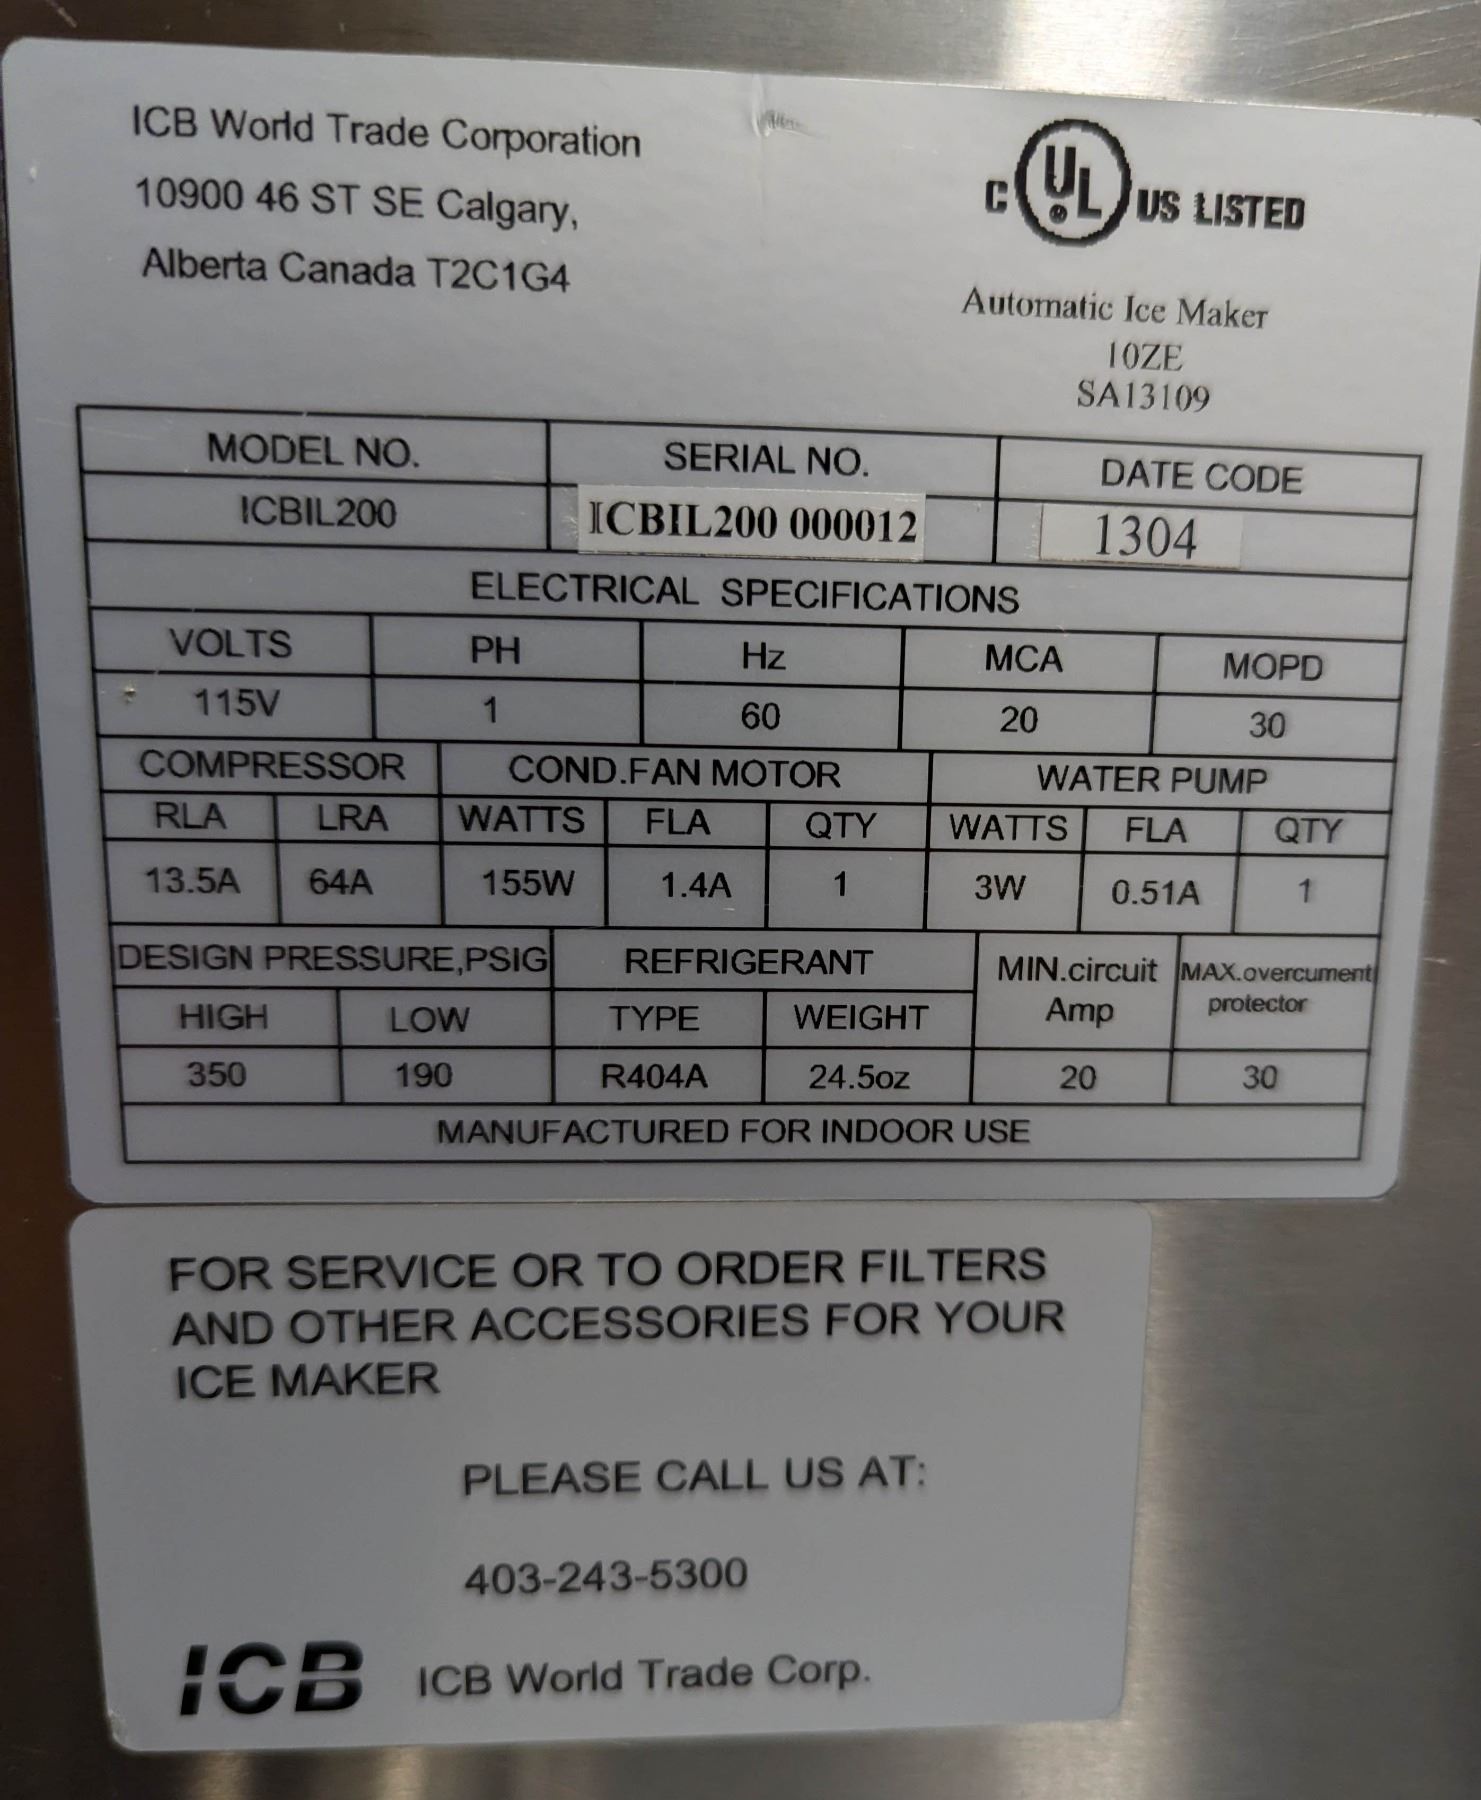 ICB World Trade Corporation
10900 46 ST SE Calgary,
Alberta Canada T2C1G4
C UL ® US LISTED
Automatic Ice Maker
10ZE
SA13109
MODEL NO. SERIAL NO. DATE CODE
ICBIL200 ICBIL200 000012 1304
ELECTRICAL SPECIFICATIONS
VOLTS PH Hz MCA MOPD
115V 1 60 20 30
COMPRESSOR COND.FAN MOTOR WATER PUMP
RLA LRA WATTS FLA QTY WATTS FLA QTY
13.5A 64A 155W 1.4A 1 3W 0.51A 1
DESIGN PRESSURE,PSIG REFRIGERANT MIN.circuit Amp MAX.overcument protector
HIGH LOW TYPE WEIGHT
350 190 R404A 24.5oz 20 30
MANUFACTURED FOR INDOOR USE
FOR SERVICE OR TO ORDER FILTERS
AND OTHER ACCESSORIES FOR YOUR
ICE MAKER
PLEASE CALL US AT:
403-243-5300
ICB ICB World Trade Corp.